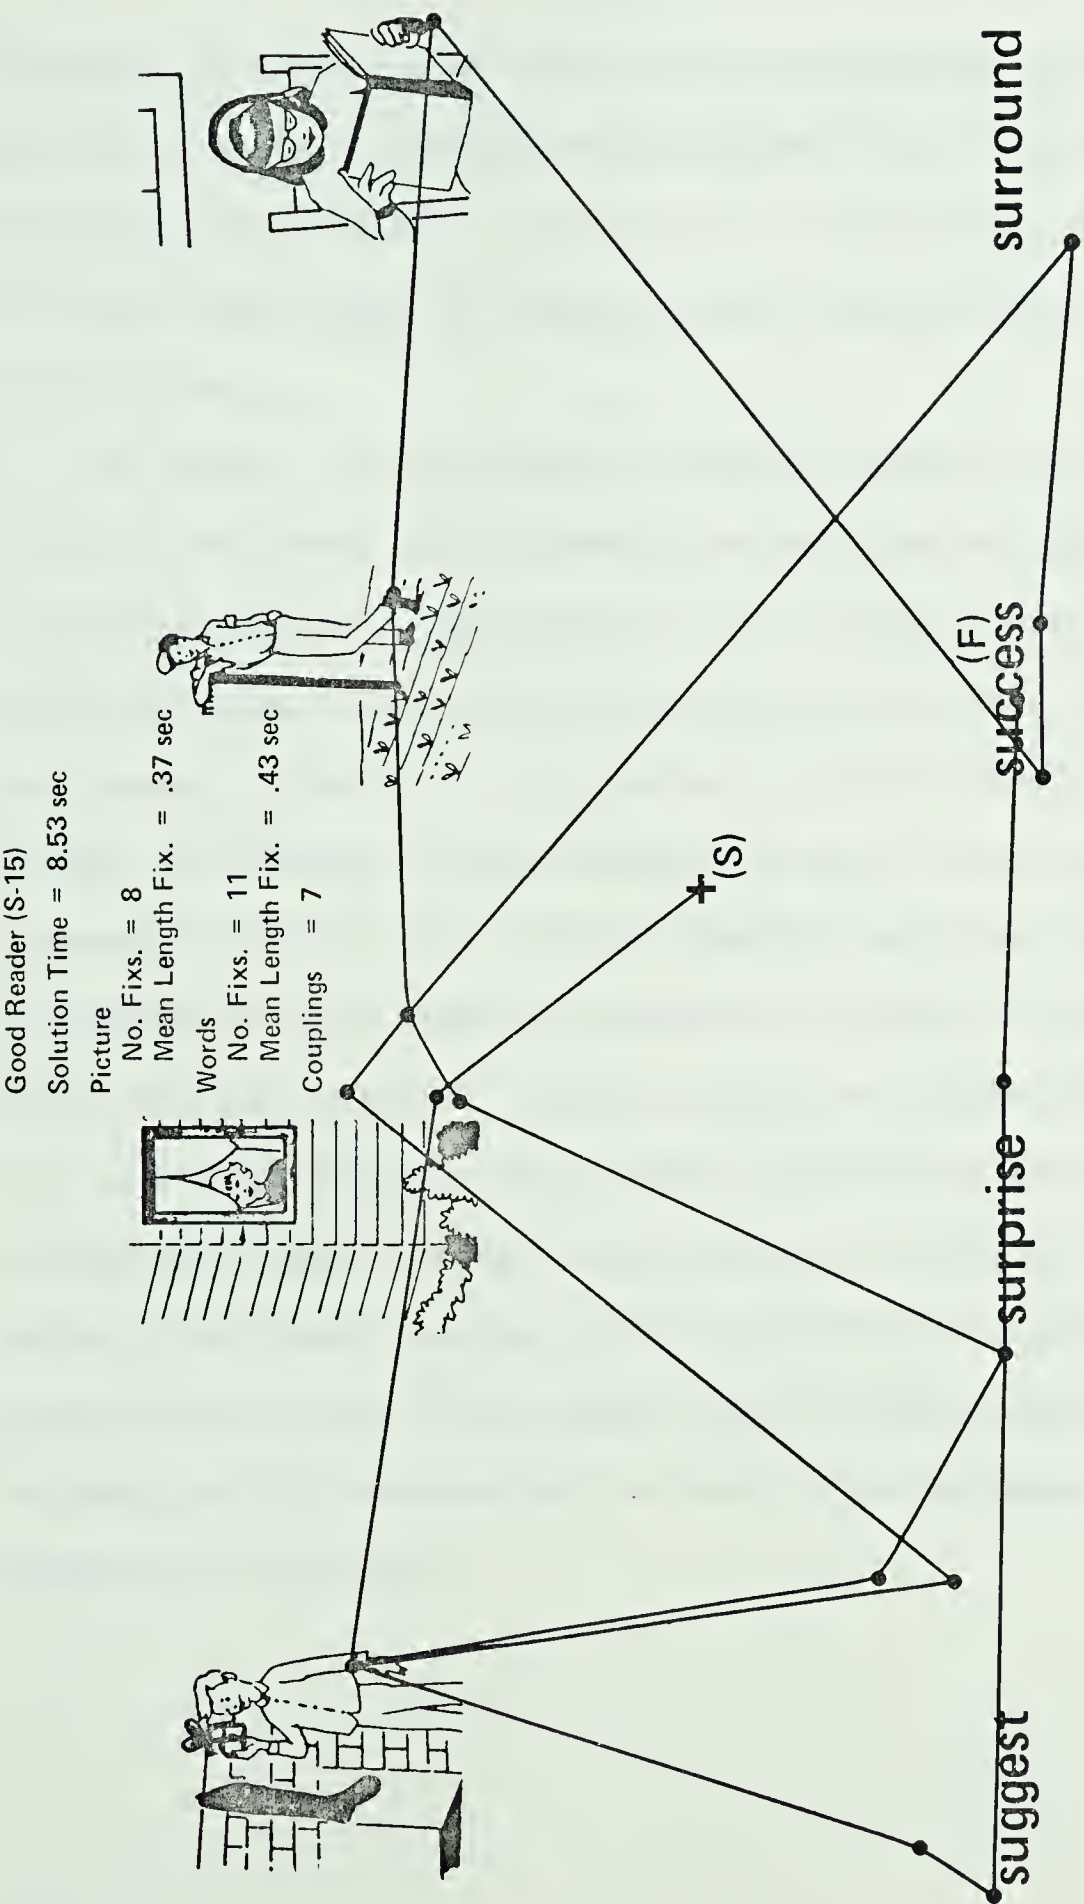 Good Reader (S-15)
Solution Time = 8.53 sec
Picture
No. Fixs. = 8
Mean Length Fix. = .37 sec
Words
No. Fixs. = 11
Mean Length Fix. = .43 sec
Couplings = 7
(S)
(F)
suggest surprise success surround